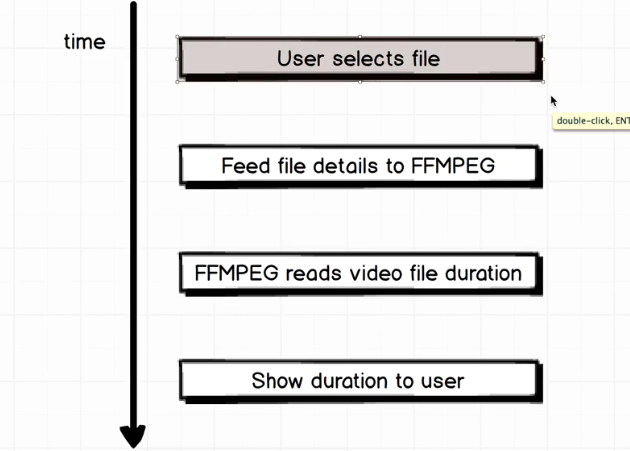 time
User selects file
double-click, ENT
Feed file details to FFMPEG
FFMPEG reads video file duration
Show duration to user